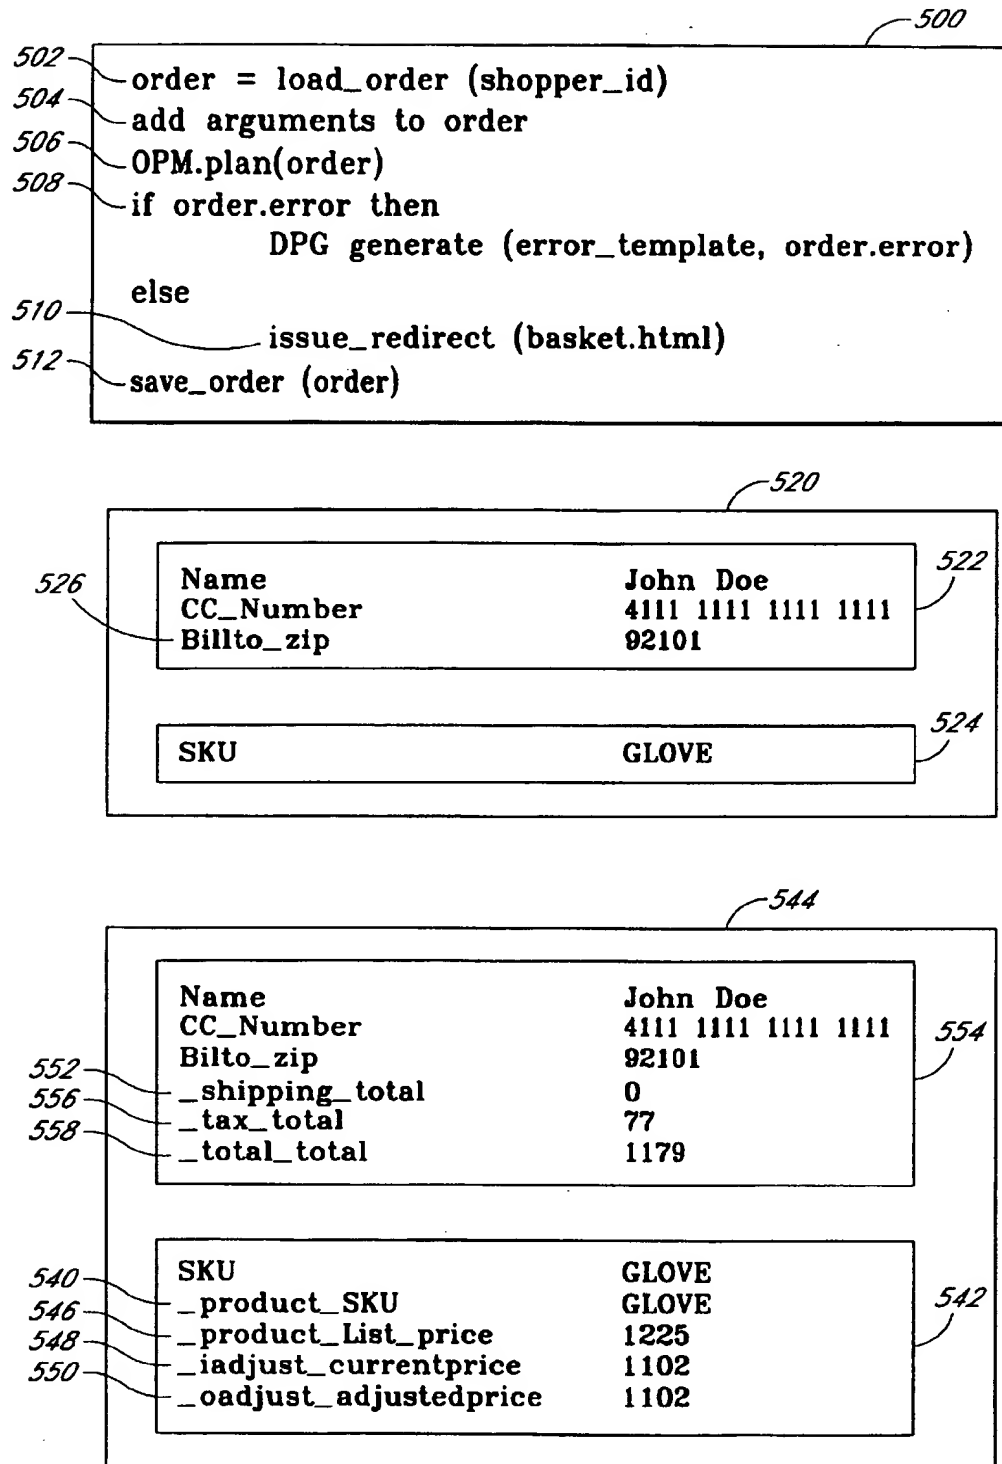 500
502 order = load_order (shopper_id)
504 add arguments to order
506 OPM.plan(order)
508 if order.error then
DPG generate (error_template, order.error)
else
510 issue_redirect (basket.html)
512 save_order (order)
520
Name John Doe 522
CC_Number 4111 1111 1111 1111
526 Billto_zip 92101
SKU GLOVE 524
544
Name John Doe
CC_Number 4111 1111 1111 1111 554
Bilto_zip 92101
552 _shipping_total 0
556 _tax_total 77
558 _total_total 1179
SKU GLOVE
540 _product_SKU GLOVE 542
546 _product_List_price 1225
548 _iadjust_currentprice 1102
550 _oadjust_adjustedprice 1102